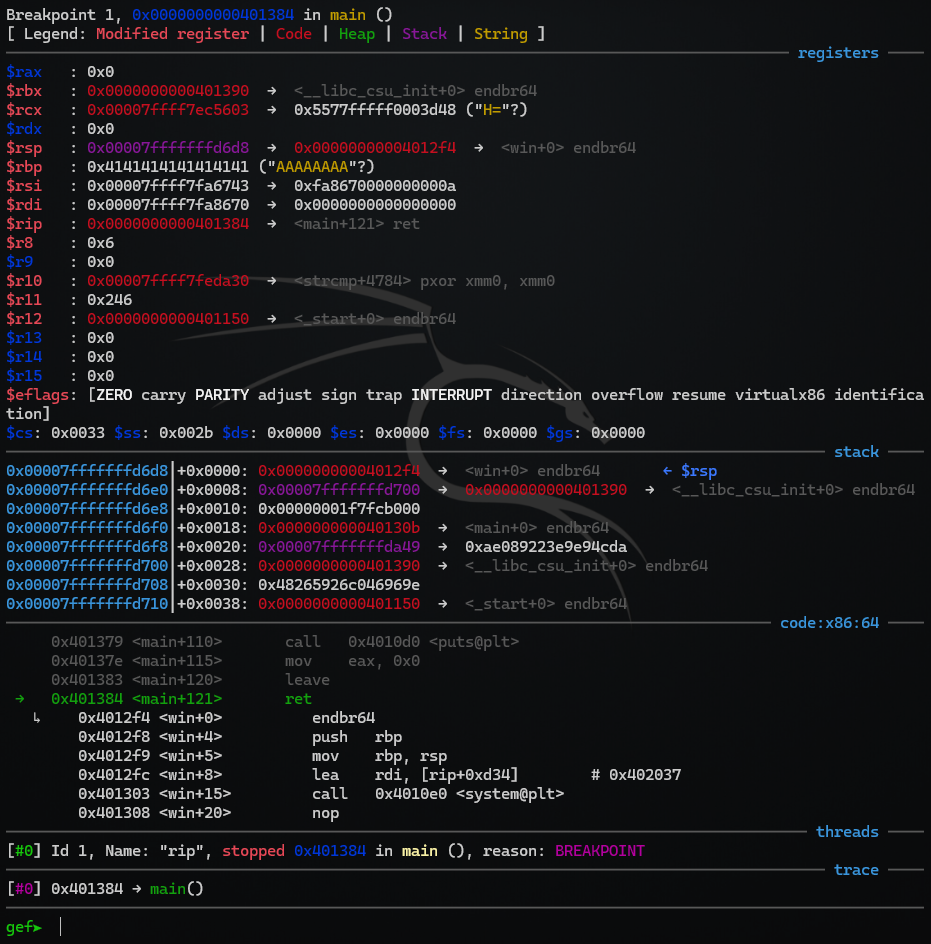 Breakpoint 1, 0x0000000000401384 in main ()
[ Legend: Modified register | Code | Heap | Stack | String ]
registers
$rax : 0x0
$rbx : 0x0000000000401390 → <__libc_csu_init+0> endbr64
$rcx : 0x00007ffff7ec5603 → 0x5577fffff0003d48 ("H="?)
$rdx : 0x0
$rsp : 0x00007fffffffd6d8 → 0x00000000004012f4 → <win+0> endbr64
$rbp : 0x4141414141414141 ("AAAAAAAA"?)
$rsi : 0x00007ffff7fa6743 → 0xfa8670000000000a
$rdi : 0x00007ffff7fa8670 → 0x0000000000000000
$rip : 0x0000000000401384 → <main+121> ret
$r8 : 0x6
$r9 : 0x0
$r10 : 0x00007ffff7feda30 → <strcmp+4784> pxor xmm0, xmm0
$r11 : 0x246
$r12 : 0x0000000000401150 → <_start+0> endbr64
$r13 : 0x0
$r14 : 0x0
$r15 : 0x0
$eflags: [ZERO carry PARITY adjust sign trap INTERRUPT direction overflow resume virtualx86 identifica
tion]
$cs: 0x0033 $ss: 0x002b $ds: 0x0000 $es: 0x0000 $fs: 0x0000 $gs: 0x0000
stack
0x00007fffffffd6d8│+0x0000: 0x00000000004012f4 → <win+0> endbr64 ← $rsp
0x00007fffffffd6e0│+0x0008: 0x00007fffffffd700 → 0x0000000000401390 → <__libc_csu_init+0> endbr64
0x00007fffffffd6e8│+0x0010: 0x00000001f7fcb000
0x00007fffffffd6f0│+0x0018: 0x000000000040130b → <main+0> endbr64
0x00007fffffffd6f8│+0x0020: 0x00007fffffffda49 → 0xae089223e9e94cda
0x00007fffffffd700│+0x0028: 0x0000000000401390 → <__libc_csu_init+0> endbr64
0x00007fffffffd708│+0x0030: 0x48265926c046969e
0x00007fffffffd710│+0x0038: 0x0000000000401150 → <_start+0> endbr64
code:x86:64
0x401379 <main+110> call 0x4010d0 <puts@plt>
0x40137e <main+115> mov eax, 0x0
0x401383 <main+120> leave
→ 0x401384 <main+121> ret
↳ 0x4012f4 <win+0> endbr64
0x4012f8 <win+4> push rbp
0x4012f9 <win+5> mov rbp, rsp
0x4012fc <win+8> lea rdi, [rip+0xd34] # 0x402037
0x401303 <win+15> call 0x4010e0 <system@plt>
0x401308 <win+20> nop
threads
[#0] Id 1, Name: "rip", stopped 0x401384 in main (), reason: BREAKPOINT
trace
[#0] 0x401384 → main()
gef➤